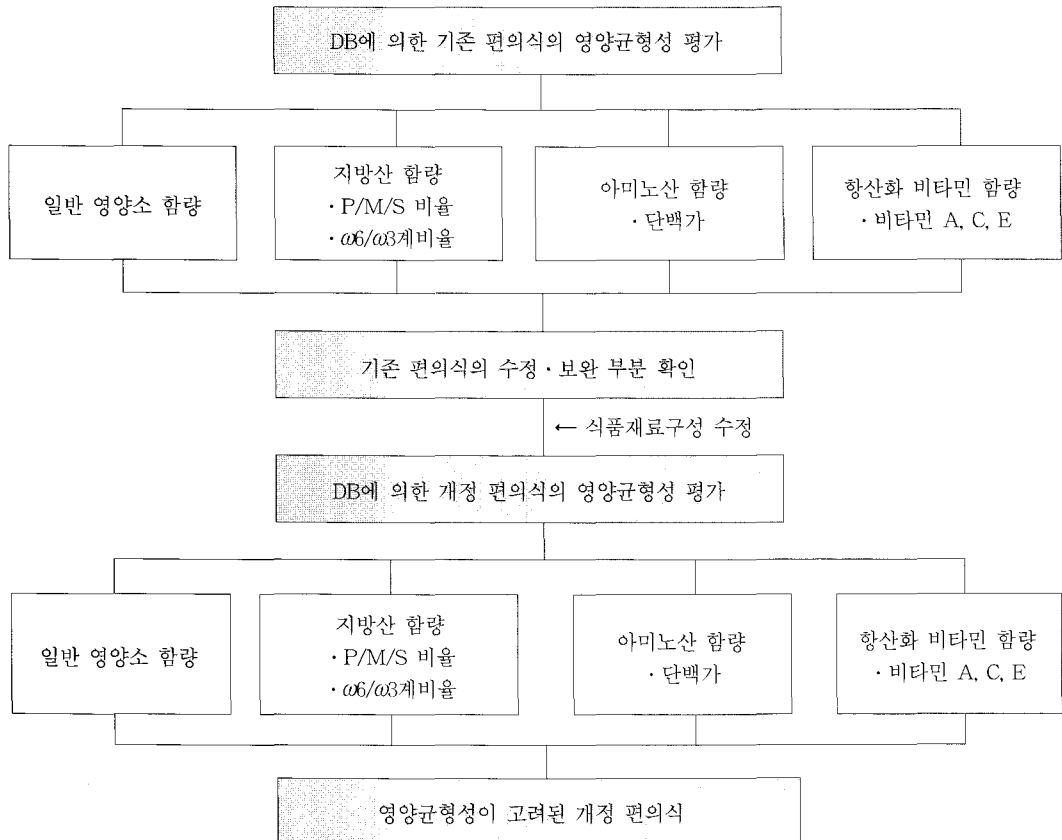 DB에 의한 기존 편의식의 영양균형성 평가
일반 영양소 함량
지방산 함량
· P/M/S 비율
· ω6/ω3계비율
아미노산 함량
· 단백가
항산화 비타민 함량
· 비타민 A, C, E
기존 편의식의 수정 · 보완 부분 확인
← 식품재료구성 수정
DB에 의한 개정 편의식의 영양균형성 평가
일반 영양소 함량
지방산 함량
· P/M/S 비율
· ω6/ω3계비율
아미노산 함량
· 단백가
항산화 비타민 함량
· 비타민 A, C, E
영양균형성이 고려된 개정 편의식